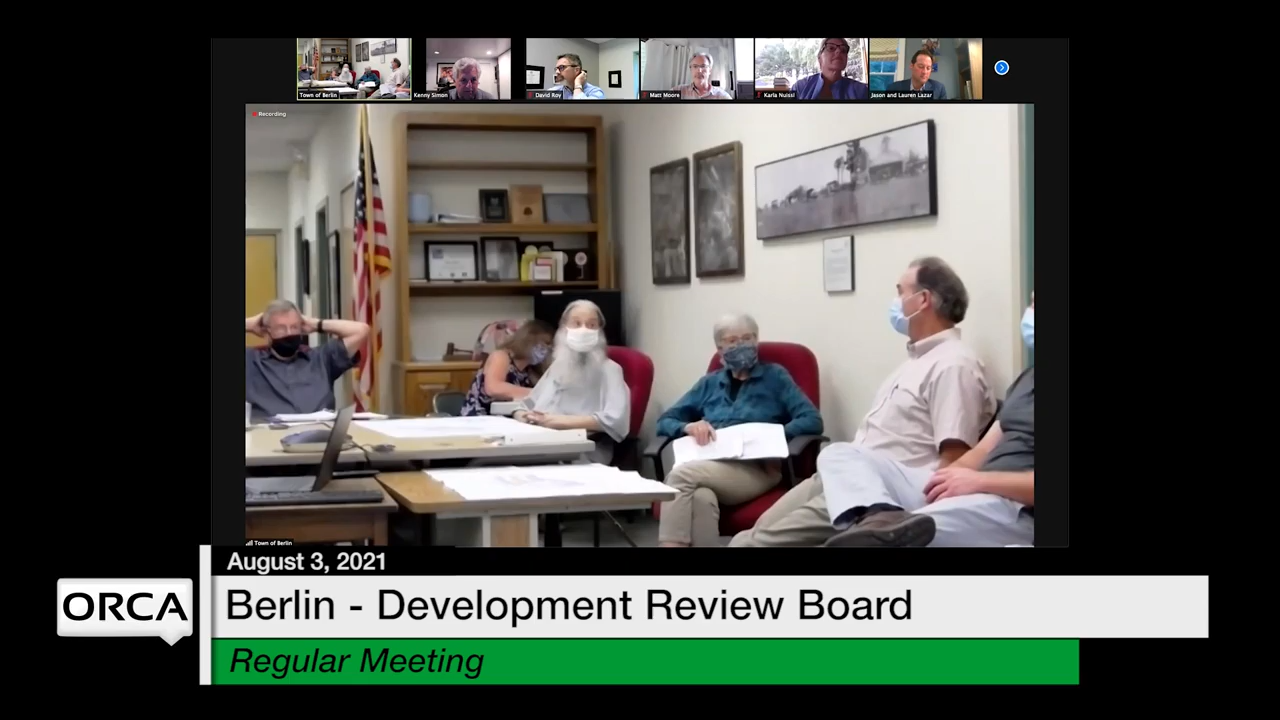 Town of Berlin
Kenny Simon
David Roy
Matt Moore
Karla Nuissl
Jason and Lauren Lazar
Recording
Town of Berlin
August 3, 2021
ORCA
Berlin - Development Review Board
Regular Meeting